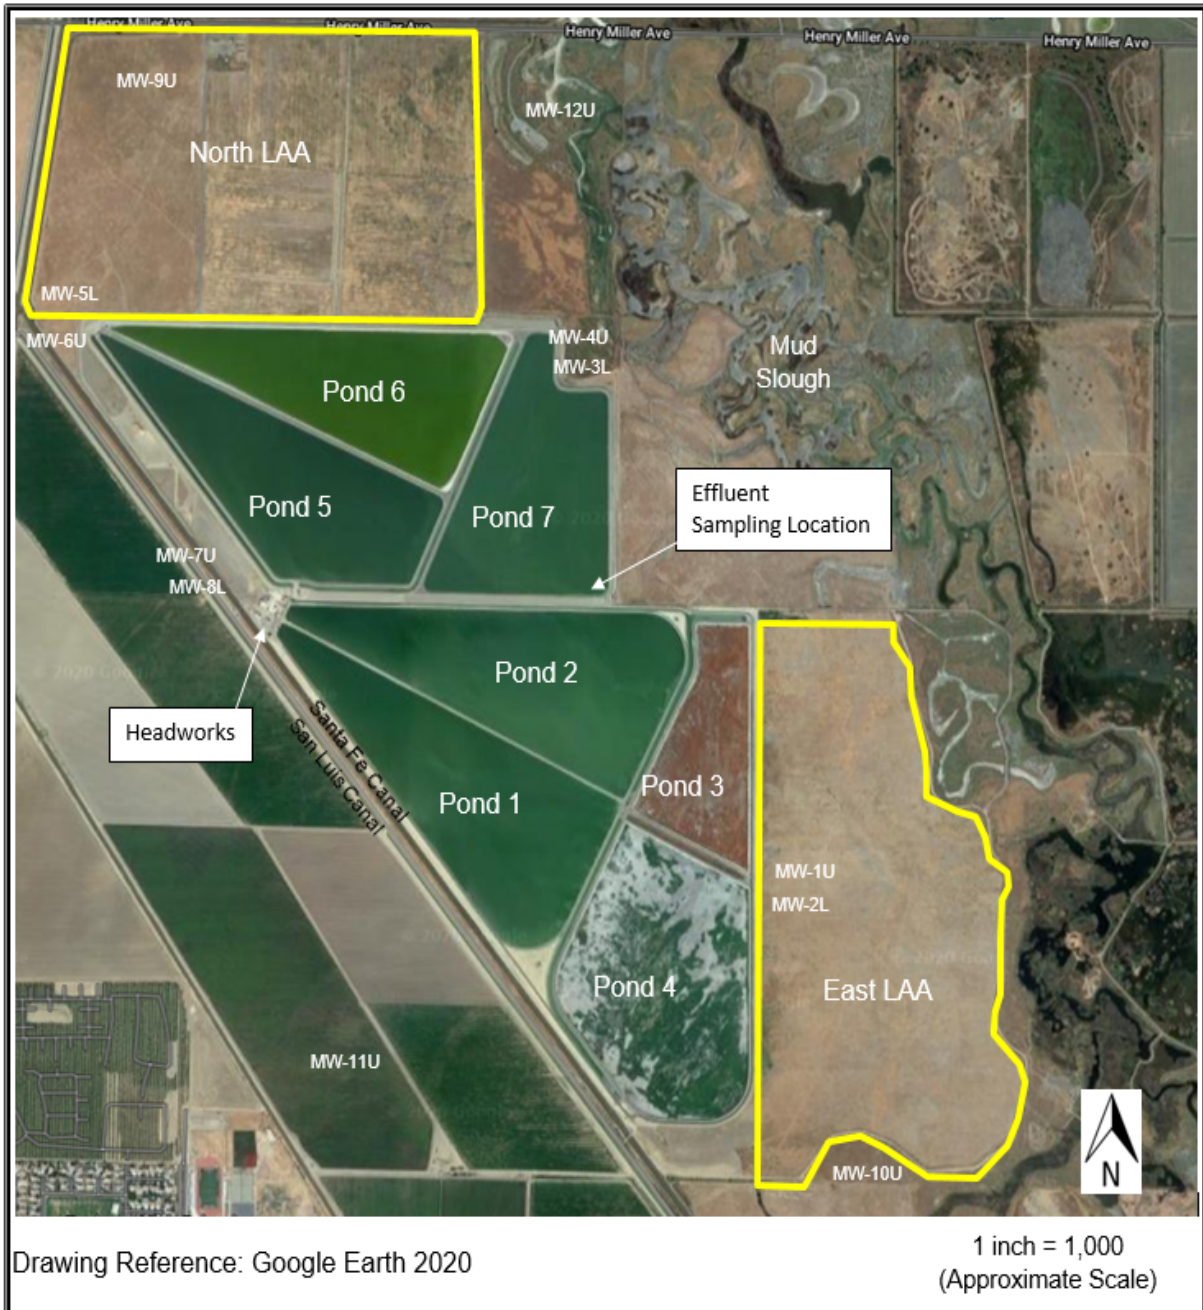 Henry Miller Ave
Henry Miller Ave
Henry Miller Ave
Henry Miller Ave
Henry Miller Ave
MW-9U
MW-12U
North LAA
MW-5L
MW-6U
MW-4U
MW-3L
Mud
Slough
Pond 6
Pond 5
Pond 7
Effluent
Sampling Location
MW-7U
MW-8L
Headworks
Pond 2
Santa Fe Canal
San Luis Canal
Pond 1
Pond 3
MW-1U
MW-2L
Pond 4
East LAA
MW-11U
MW-10U
N
Drawing Reference: Google Earth 2020
1 inch = 1,000
(Approximate Scale)